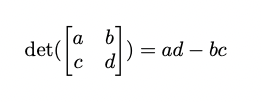 det([a b
c d]) = ad − bc